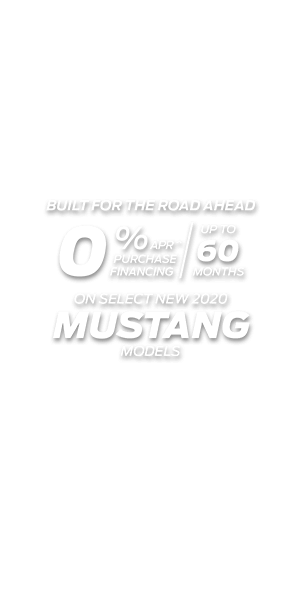 BUILT FOR THE ROAD AHEAD
0% APR PURCHASE FINANCING
UP TO 60 MONTHS
ON SELECT NEW 2020
MUSTANG
MODELS